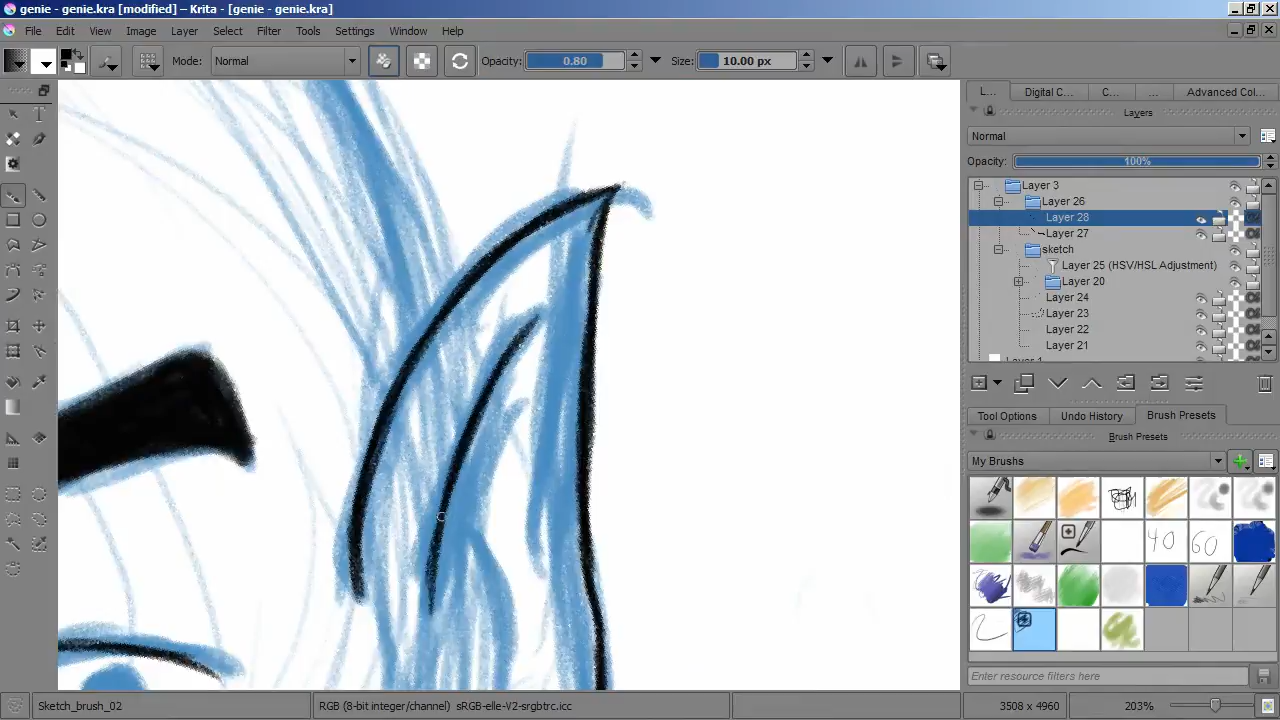 genie - genie.kra [modified] – Krita - [genie - genie.kra]
File Edit View Image Layer Select Filter Tools Settings Window Help
Mode: Normal Opacity: 0.80 Size: 10.00 px
L... Digital C... C... ... Advanced Col...
Layers
Normal
Opacity: 100%
Layer 3
Layer 26
Layer 28
Layer 27
sketch
Layer 25 (HSV/HSL Adjustment)
Layer 20
Layer 24
Layer 23
Layer 22
Layer 21
Layer 1
Tool Options Undo History Brush Presets
Brush Presets
My Brushes
40 60
Enter resource filters here
Sketch_brush_02 RGB (8-bit integer/channel) sRGB-elle-V2-srgbtrc.icc 3508 x 4960 203%